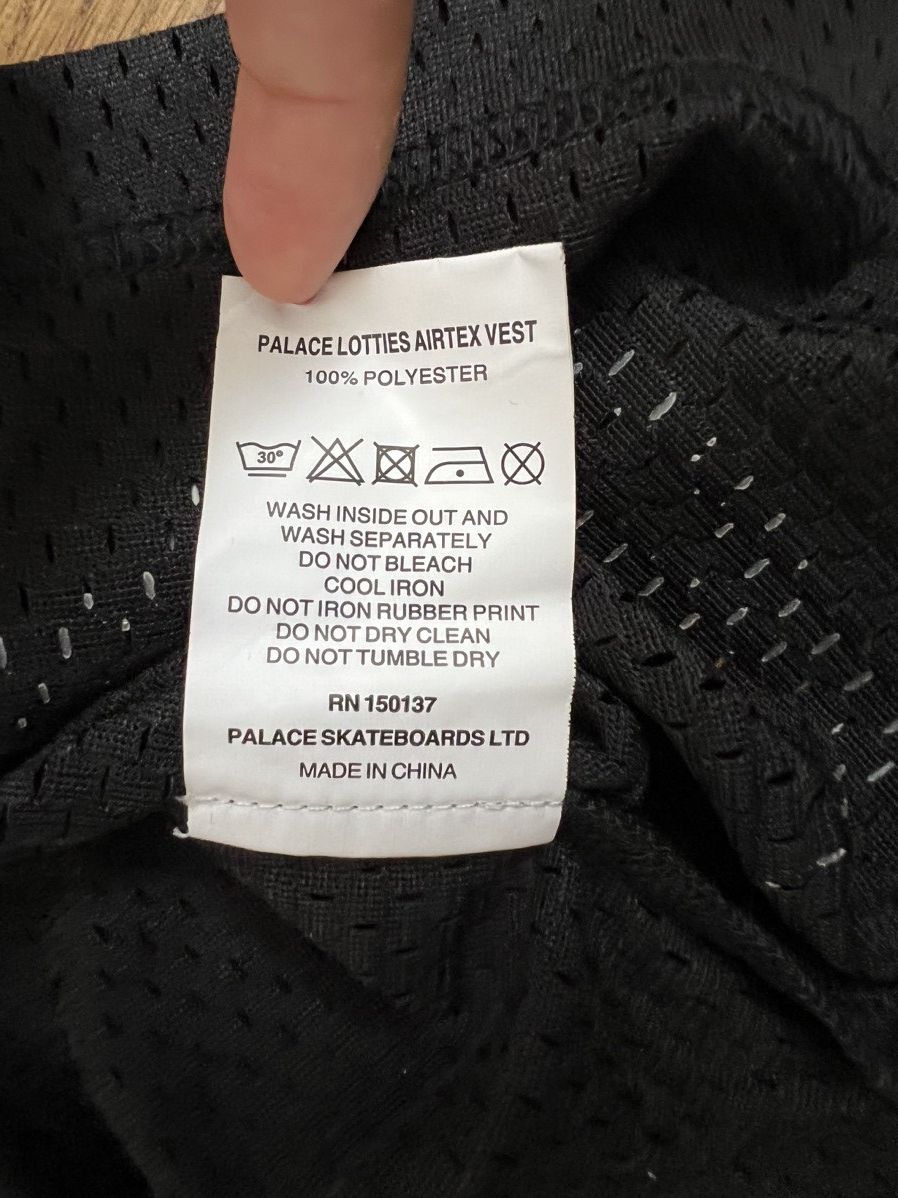 PALACE LOTTIES AIRTEX VEST
100% POLYESTER
30°
WASH INSIDE OUT AND
WASH SEPARATELY
DO NOT BLEACH
COOL IRON
DO NOT IRON RUBBER PRINT
DO NOT DRY CLEAN
DO NOT TUMBLE DRY
RN 150137
PALACE SKATEBOARDS LTD
MADE IN CHINA